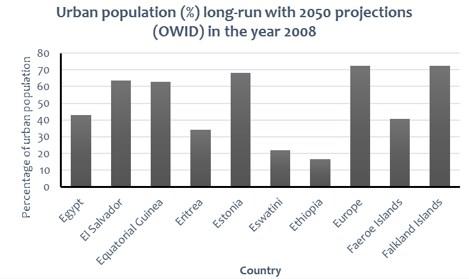 Urban population (%) long-run with 2050 projections
(OWID) in the year 2008
Percentage of urban population
80
70
60
50
40
30
20
10
0
Egypt
El Salvador
Equatorial Guinea
Eritrea
Estonia
Eswatini
Ethiopia
Europe
Faeroe Islands
Falkland Islands
Country